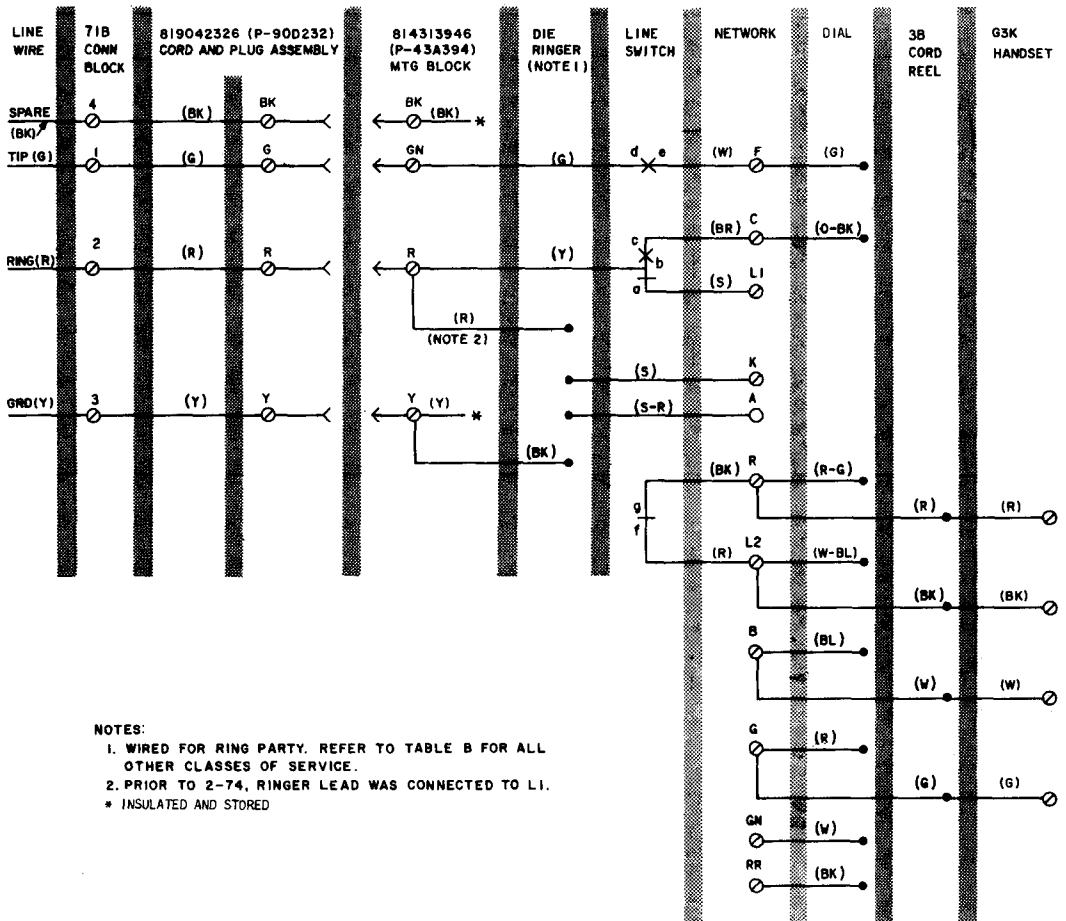 LINE WIRE
71B CONN BLOCK
819042326 (P-90D232) CORD AND PLUG ASSEMBLY
814313946 (P-43A394) MTG BLOCK
DIE RINGER (NOTE 1)
LINE SWITCH
NETWORK
DIAL
3B CORD REEL
G3K HANDSET
SPARE (BK) 4 (BK) BK BK (BK) *
TIP (G) 1 (G) G GN (G) d e (W) F (G)
c (BR) C (O-BK)
RING(R) 2 (R) R R (Y) b
a (S) L1
(R)
(NOTE 2)
(S) K
(S-R) A
GRD(Y) 3 (Y) Y Y (Y) *
(BK)
g (BK) R (R-G)
(R) (R)
f (R) L2 (W-BL)
(BK) (BK)
B (BL)
(W) (W)
G (R)
(G) (G)
GN (W)
RR (BK)
NOTES:
1. WIRED FOR RING PARTY. REFER TO TABLE B FOR ALL
OTHER CLASSES OF SERVICE.
2. PRIOR TO 2-74, RINGER LEAD WAS CONNECTED TO L1.
* INSULATED AND STORED